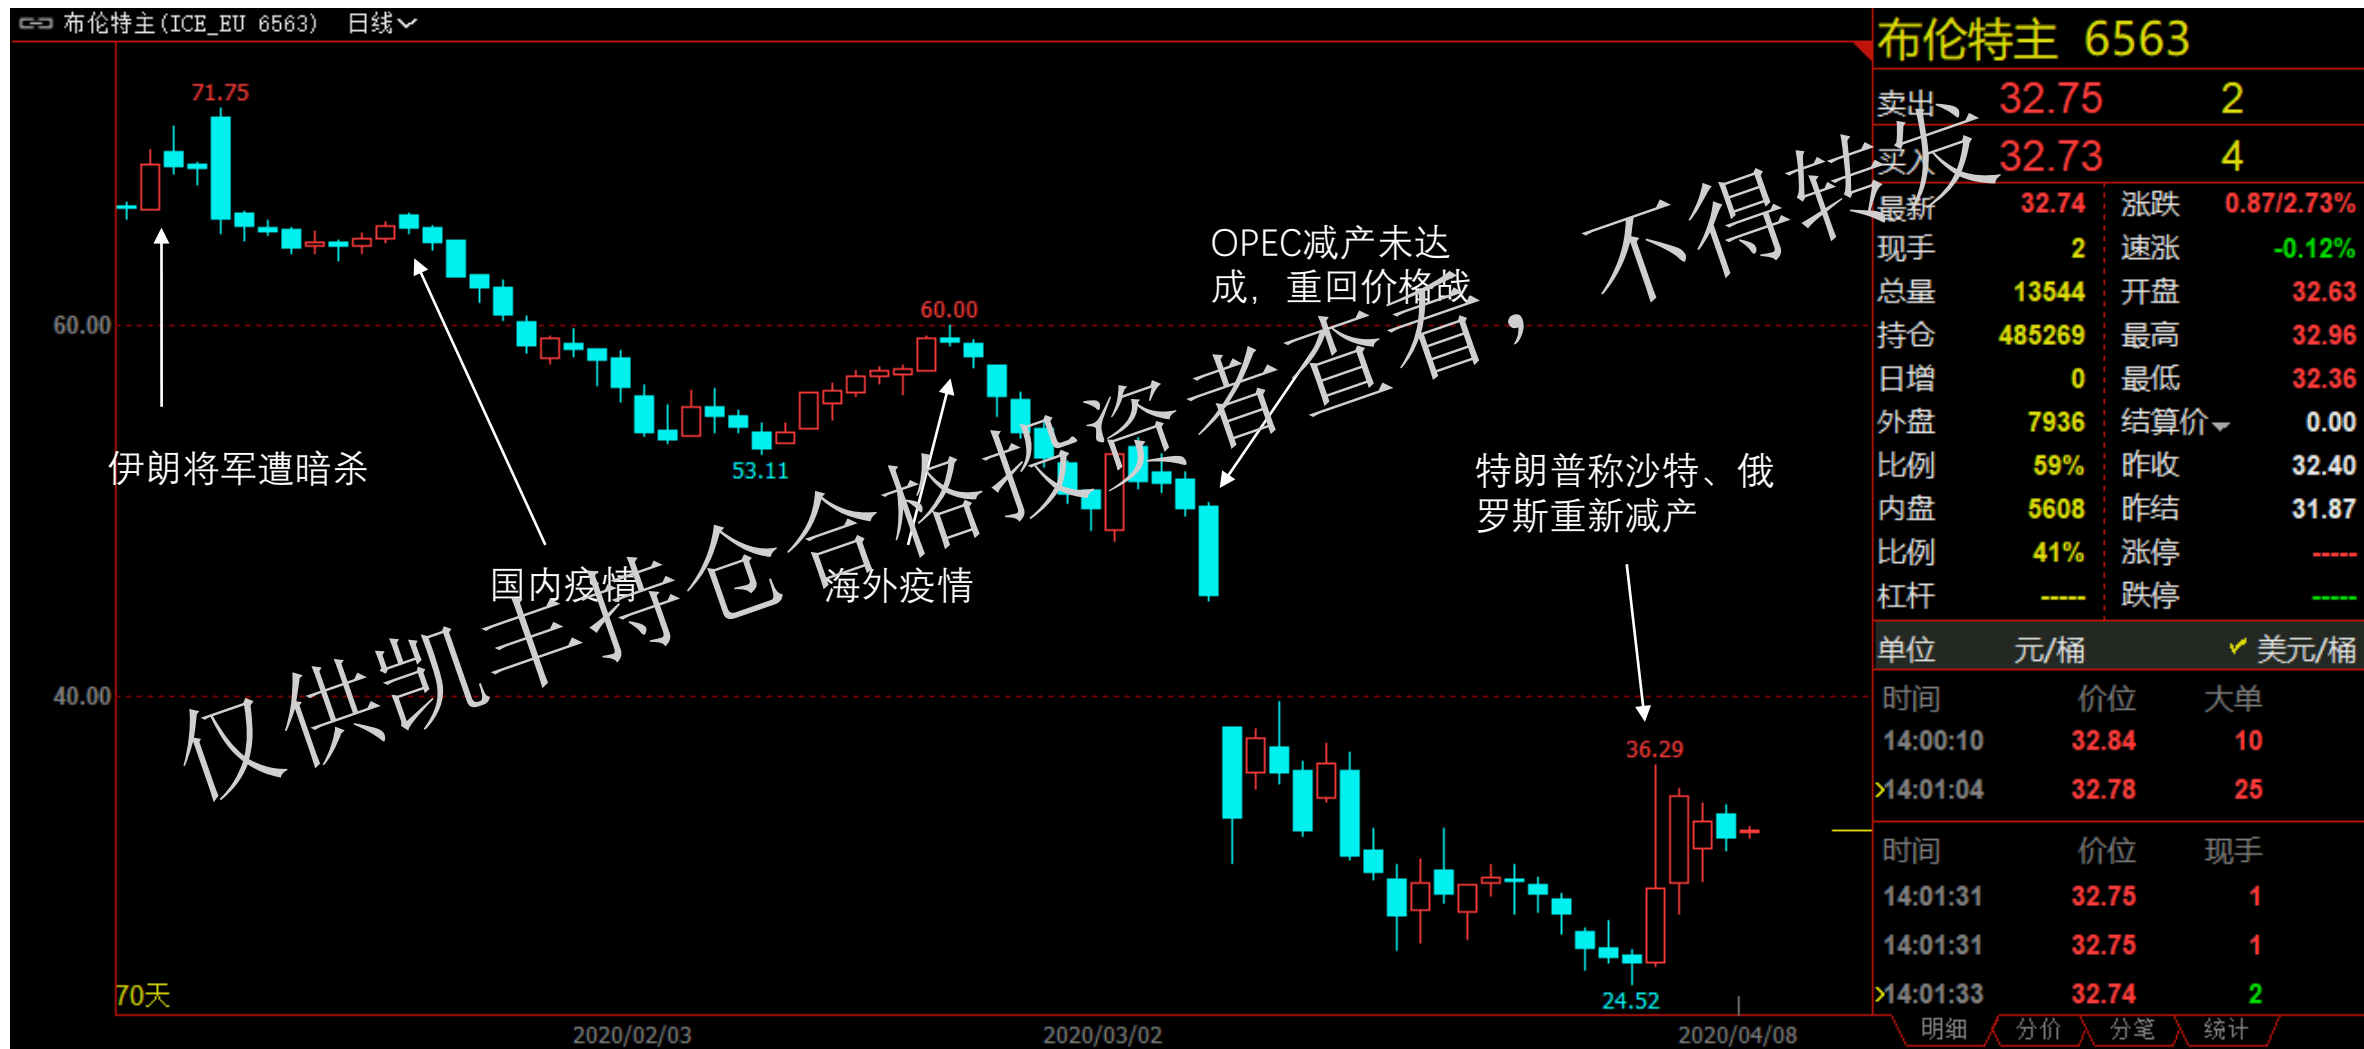 布伦特主(ICE_EU 6563) 日线
71.75
60.00
60.00
53.11
40.00
36.29
24.52
伊朗将军遭暗杀
国内疫情
海外疫情
OPEC减产未达
成，重回价格战
特朗普称沙特、俄
罗斯重新减产
仅供凯丰持仓合格投资者查看，不得转发
70天
2020/02/03
2020/03/02
2020/04/08
布伦特主 6563
卖出 32.75 2
买入 32.73 4
最新 32.74 涨跌 0.87/2.73%
现手 2 速涨 -0.12%
总量 13544 开盘 32.63
持仓 485269 最高 32.96
日增 0 最低 32.36
外盘 7936 结算价 0.00
比例 59% 昨收 32.40
内盘 5608 昨结 31.87
比例 41% 涨停 -----
杠杆 ----- 跌停 -----
单位 元/桶 美元/桶
时间 价位 大单
14:00:10 32.84 10
14:01:04 32.78 25
时间 价位 现手
14:01:31 32.75 1
14:01:31 32.75 1
14:01:33 32.74 2
明细 分价 分笔 统计